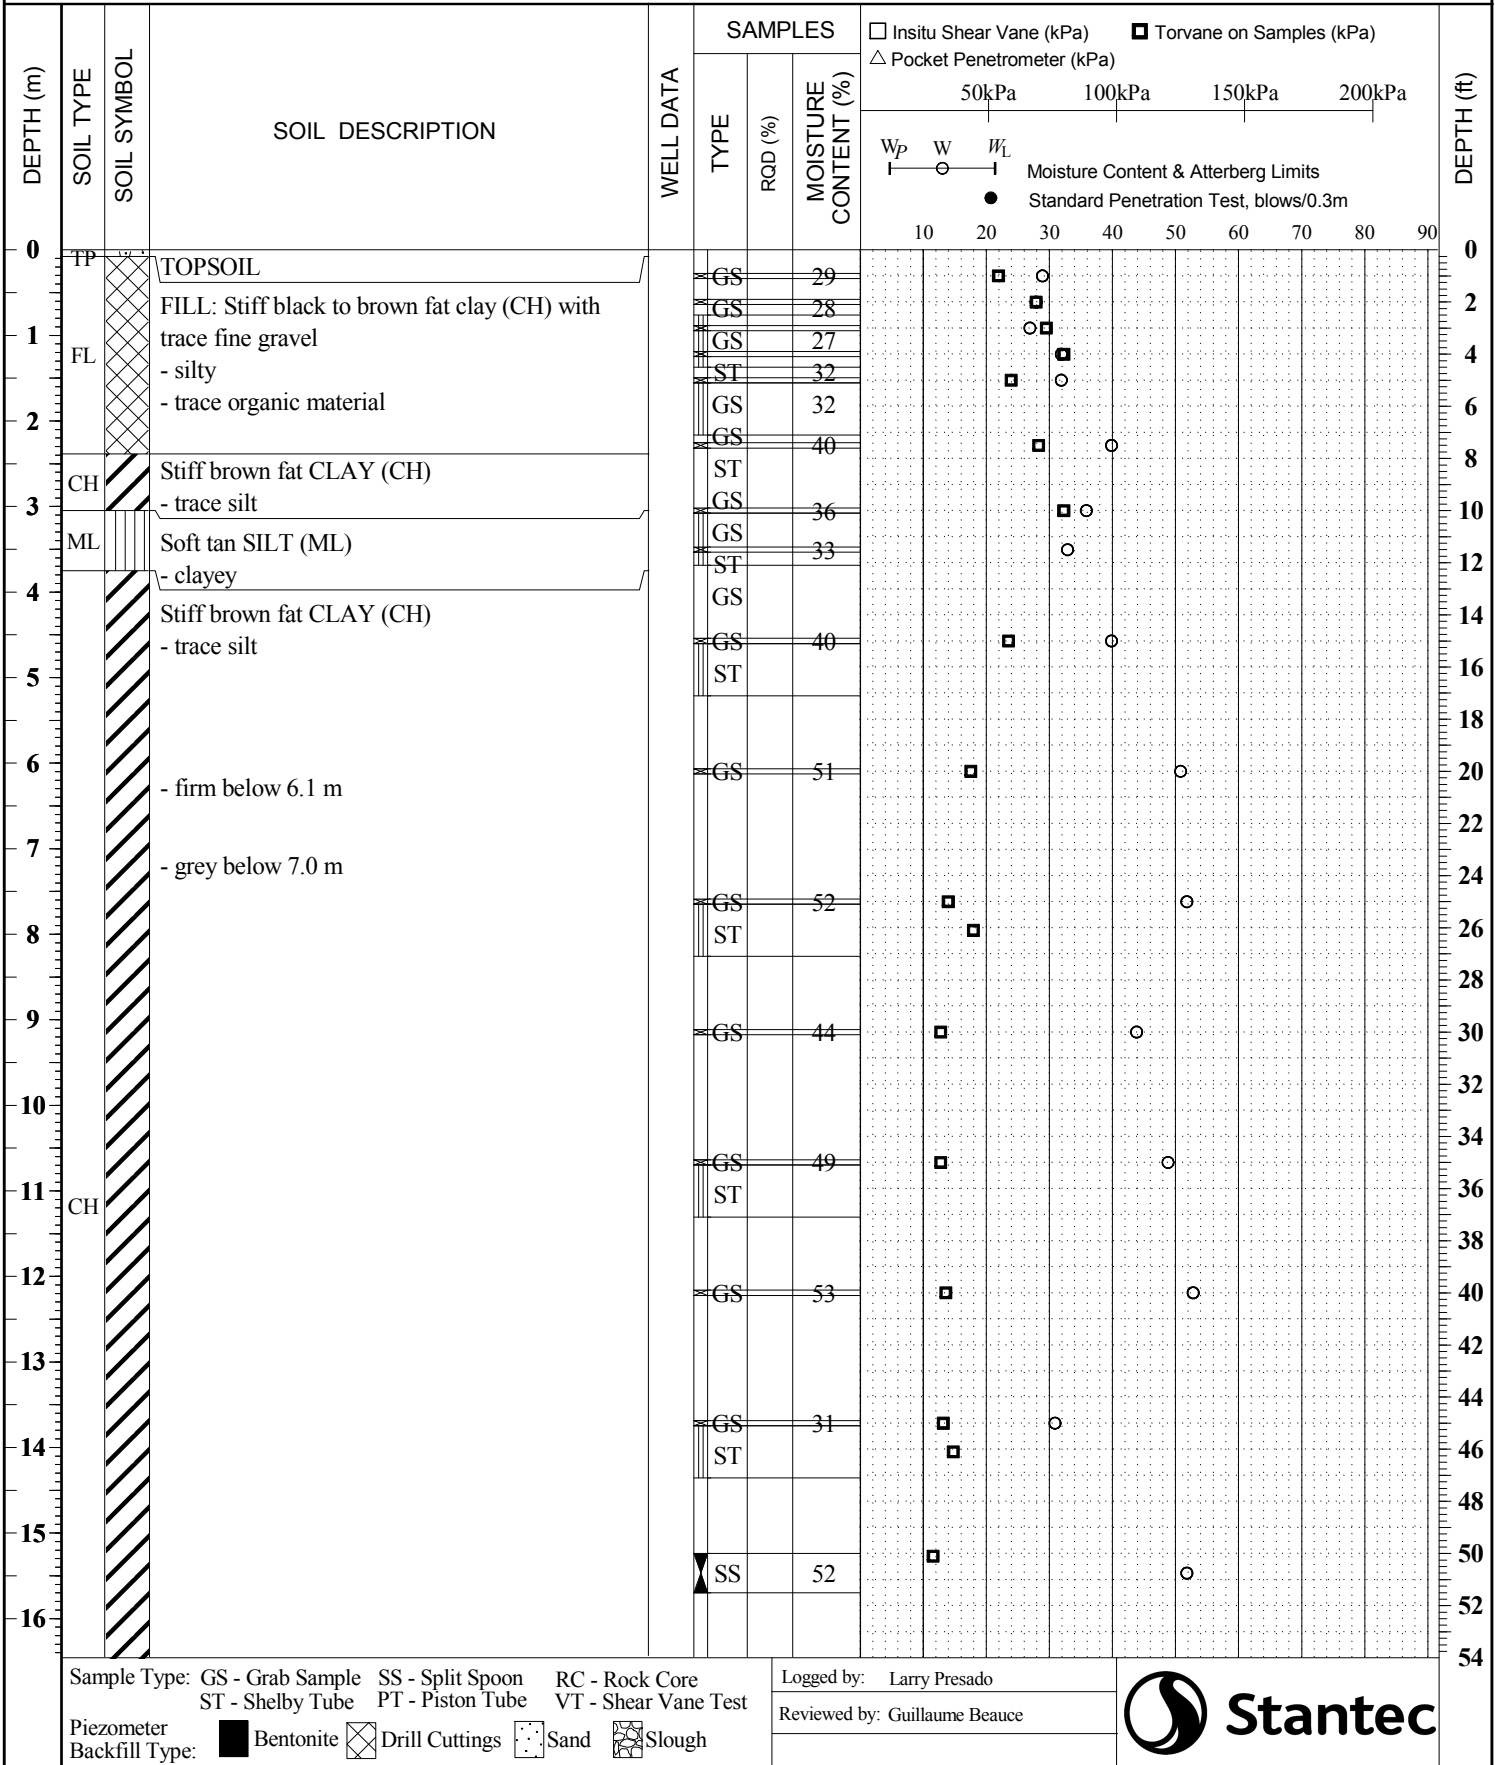 DEPTH (m)
SOIL TYPE
SOIL SYMBOL
SOIL DESCRIPTION
WELL DATA
SAMPLES
TYPE
RQD (%)
MOISTURE CONTENT (%)
Insitu Shear Vane (kPa) Torvane on Samples (kPa)
Pocket Penetrometer (kPa)
50kPa 100kPa 150kPa 200kPa
WP W WL
Moisture Content & Atterberg Limits
Standard Penetration Test, blows/0.3m
10 20 30 40 50 60 70 80 90
DEPTH (ft)
0
1
2
3
4
5
6
7
8
9
10
11
12
13
14
15
16
TP
FL
CH
ML
CH
TOPSOIL
FILL: Stiff black to brown fat clay (CH) with
trace fine gravel
- silty
- trace organic material
Stiff brown fat CLAY (CH)
- trace silt
Soft tan SILT (ML)
- clayey
Stiff brown fat CLAY (CH)
- trace silt
- firm below 6.1 m
- grey below 7.0 m
GS 29
GS 28
GS 27
ST 32
GS 32
GS 40
ST
GS 36
GS 33
ST
GS
GS 40
ST
GS 51
GS 52
ST
GS 44
GS 49
ST
GS 53
GS 31
ST
SS 52
0
2
4
6
8
10
12
14
16
18
20
22
24
26
28
30
32
34
36
38
40
42
44
46
48
50
52
54
Sample Type: GS - Grab Sample SS - Split Spoon RC - Rock Core
ST - Shelby Tube PT - Piston Tube VT - Shear Vane Test
Piezometer
Backfill Type: Bentonite Drill Cuttings Sand Slough
Logged by: Larry Presado
Reviewed by: Guillaume Beauce
Stantec